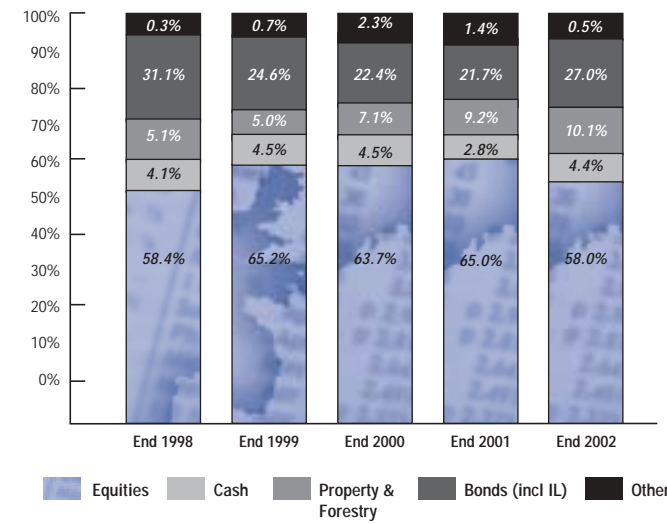 100%
90%
80%
70%
60%
50%
40%
30%
20%
10%
0%
0.3% 0.7% 2.3% 1.4% 0.5%
31.1% 24.6% 22.4% 21.7% 27.0%
5.1% 5.0% 7.1% 9.2% 10.1%
4.1% 4.5% 4.5% 2.8% 4.4%
58.4% 65.2% 63.7% 65.0% 58.0%
End 1998 End 1999 End 2000 End 2001 End 2002
Equities Cash Property & Bonds (incl IL) Other
Forestry